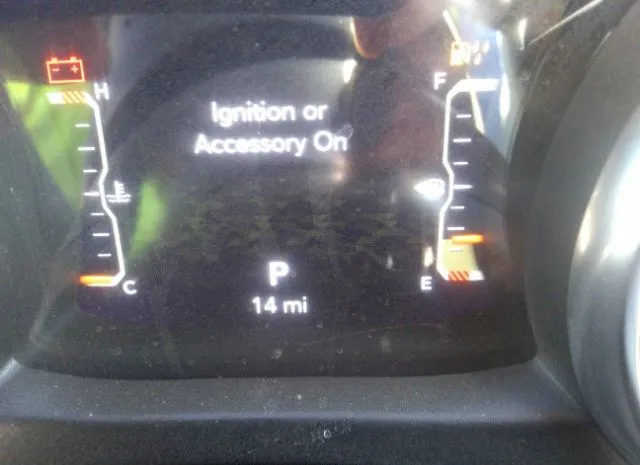 H
F
Ignition or
Accessory On
C
P
E
14 mi